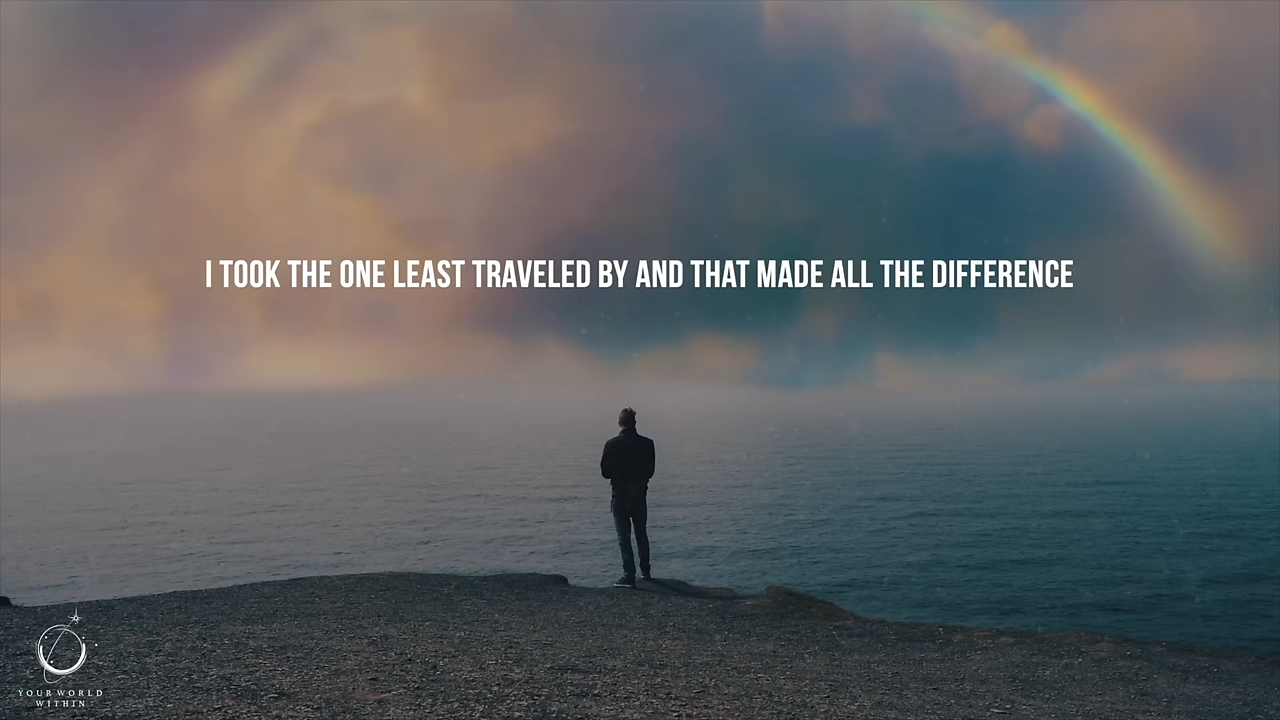 I TOOK THE ONE LEAST TRAVELED BY AND THAT MADE ALL THE DIFFERENCE
YOUR WORLD
WITHIN